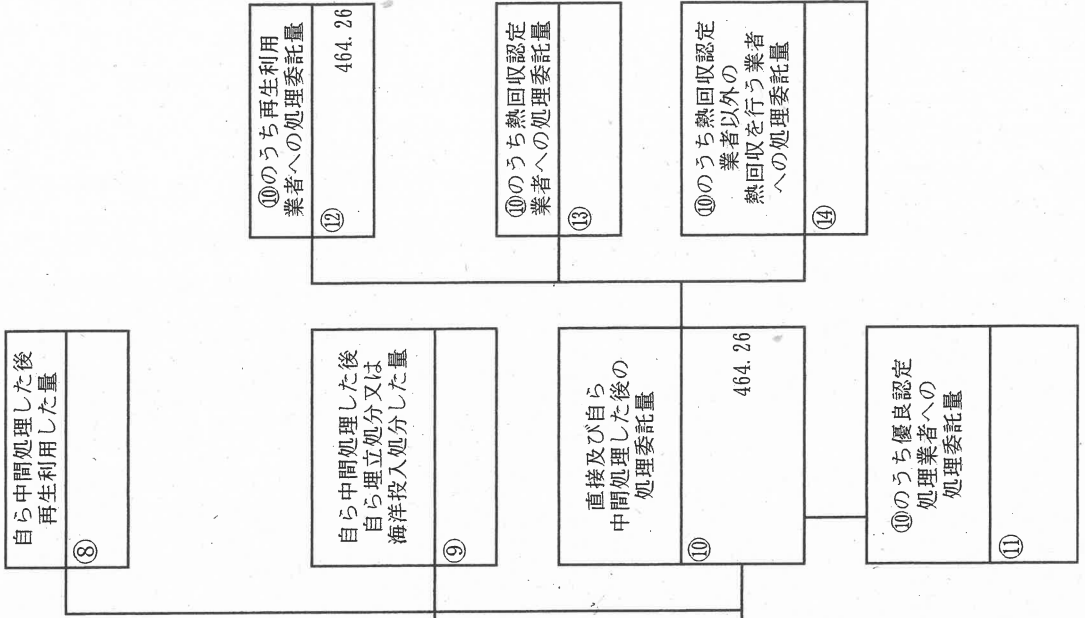 自ら中間処理した後
再生利用した量
⑧
自ら中間処理した後
自ら埋立処分又は
海洋投入処分した量
⑨
直接及び自ら
中間処理した後の
処理委託量
⑩
464.26
⑩のうち優良認定
処理業者への
処理委託量
⑪
⑩のうち再生利用
業者への処理委託量
⑫
464.26
⑩のうち熱回収認定
業者への処理委託量
⑬
⑩のうち熱回収認定
業者以外の
熱回収を行う業者
への処理委託量
⑭